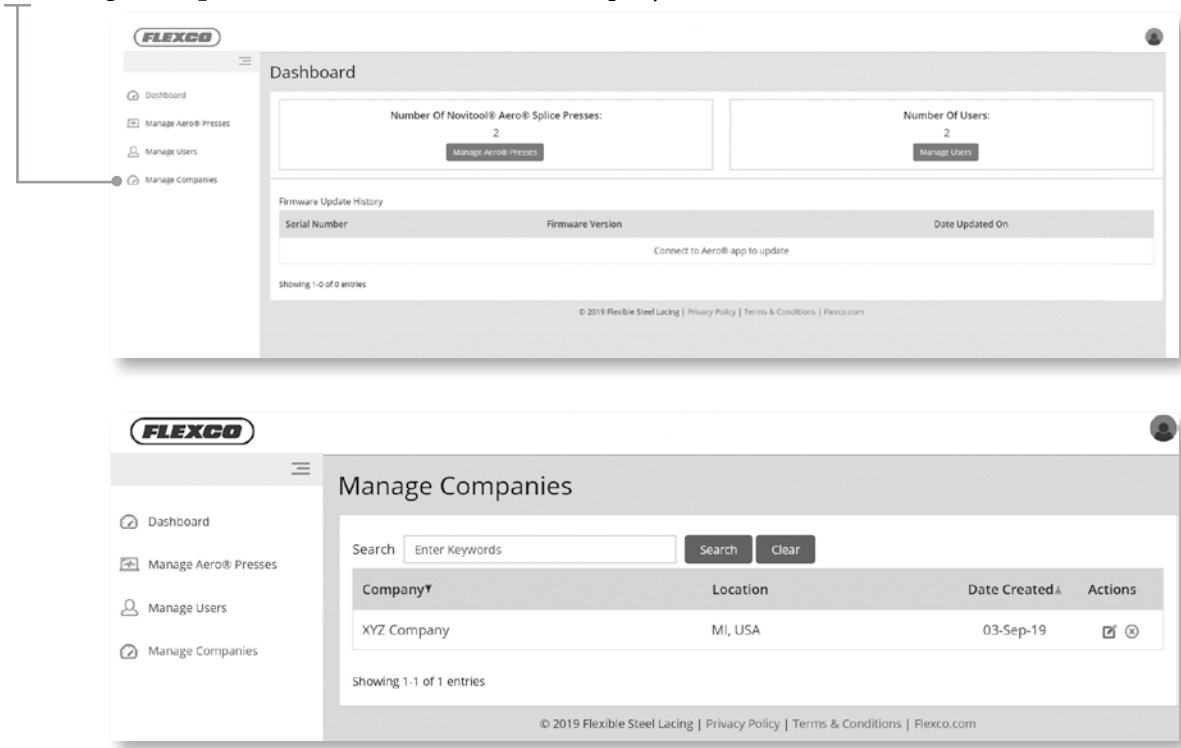 FLEXCO
Dashboard
Dashboard
Manage Aero® Presses
Manage Users
Manage Companies
Number Of Novitool® Aero® Splice Presses:
2
Manage Aero® Presses
Number Of Users:
2
Manage Users
Firmware Update History
Serial Number Firmware Version Date Updated On
Connect to Aero® app to update
Showing 1-0 of 0 entries
© 2019 Flexible Steel Lacing | Privacy Policy | Terms & Conditions | Flexco.com
FLEXCO
Dashboard
Manage Aero® Presses
Manage Users
Manage Companies
Manage Companies
Search Enter Keywords Search Clear
Company Location Date Created Actions
XYZ Company MI, USA 03-Sep-19
Showing 1-1 of 1 entries
© 2019 Flexible Steel Lacing | Privacy Policy | Terms & Conditions | Flexco.com